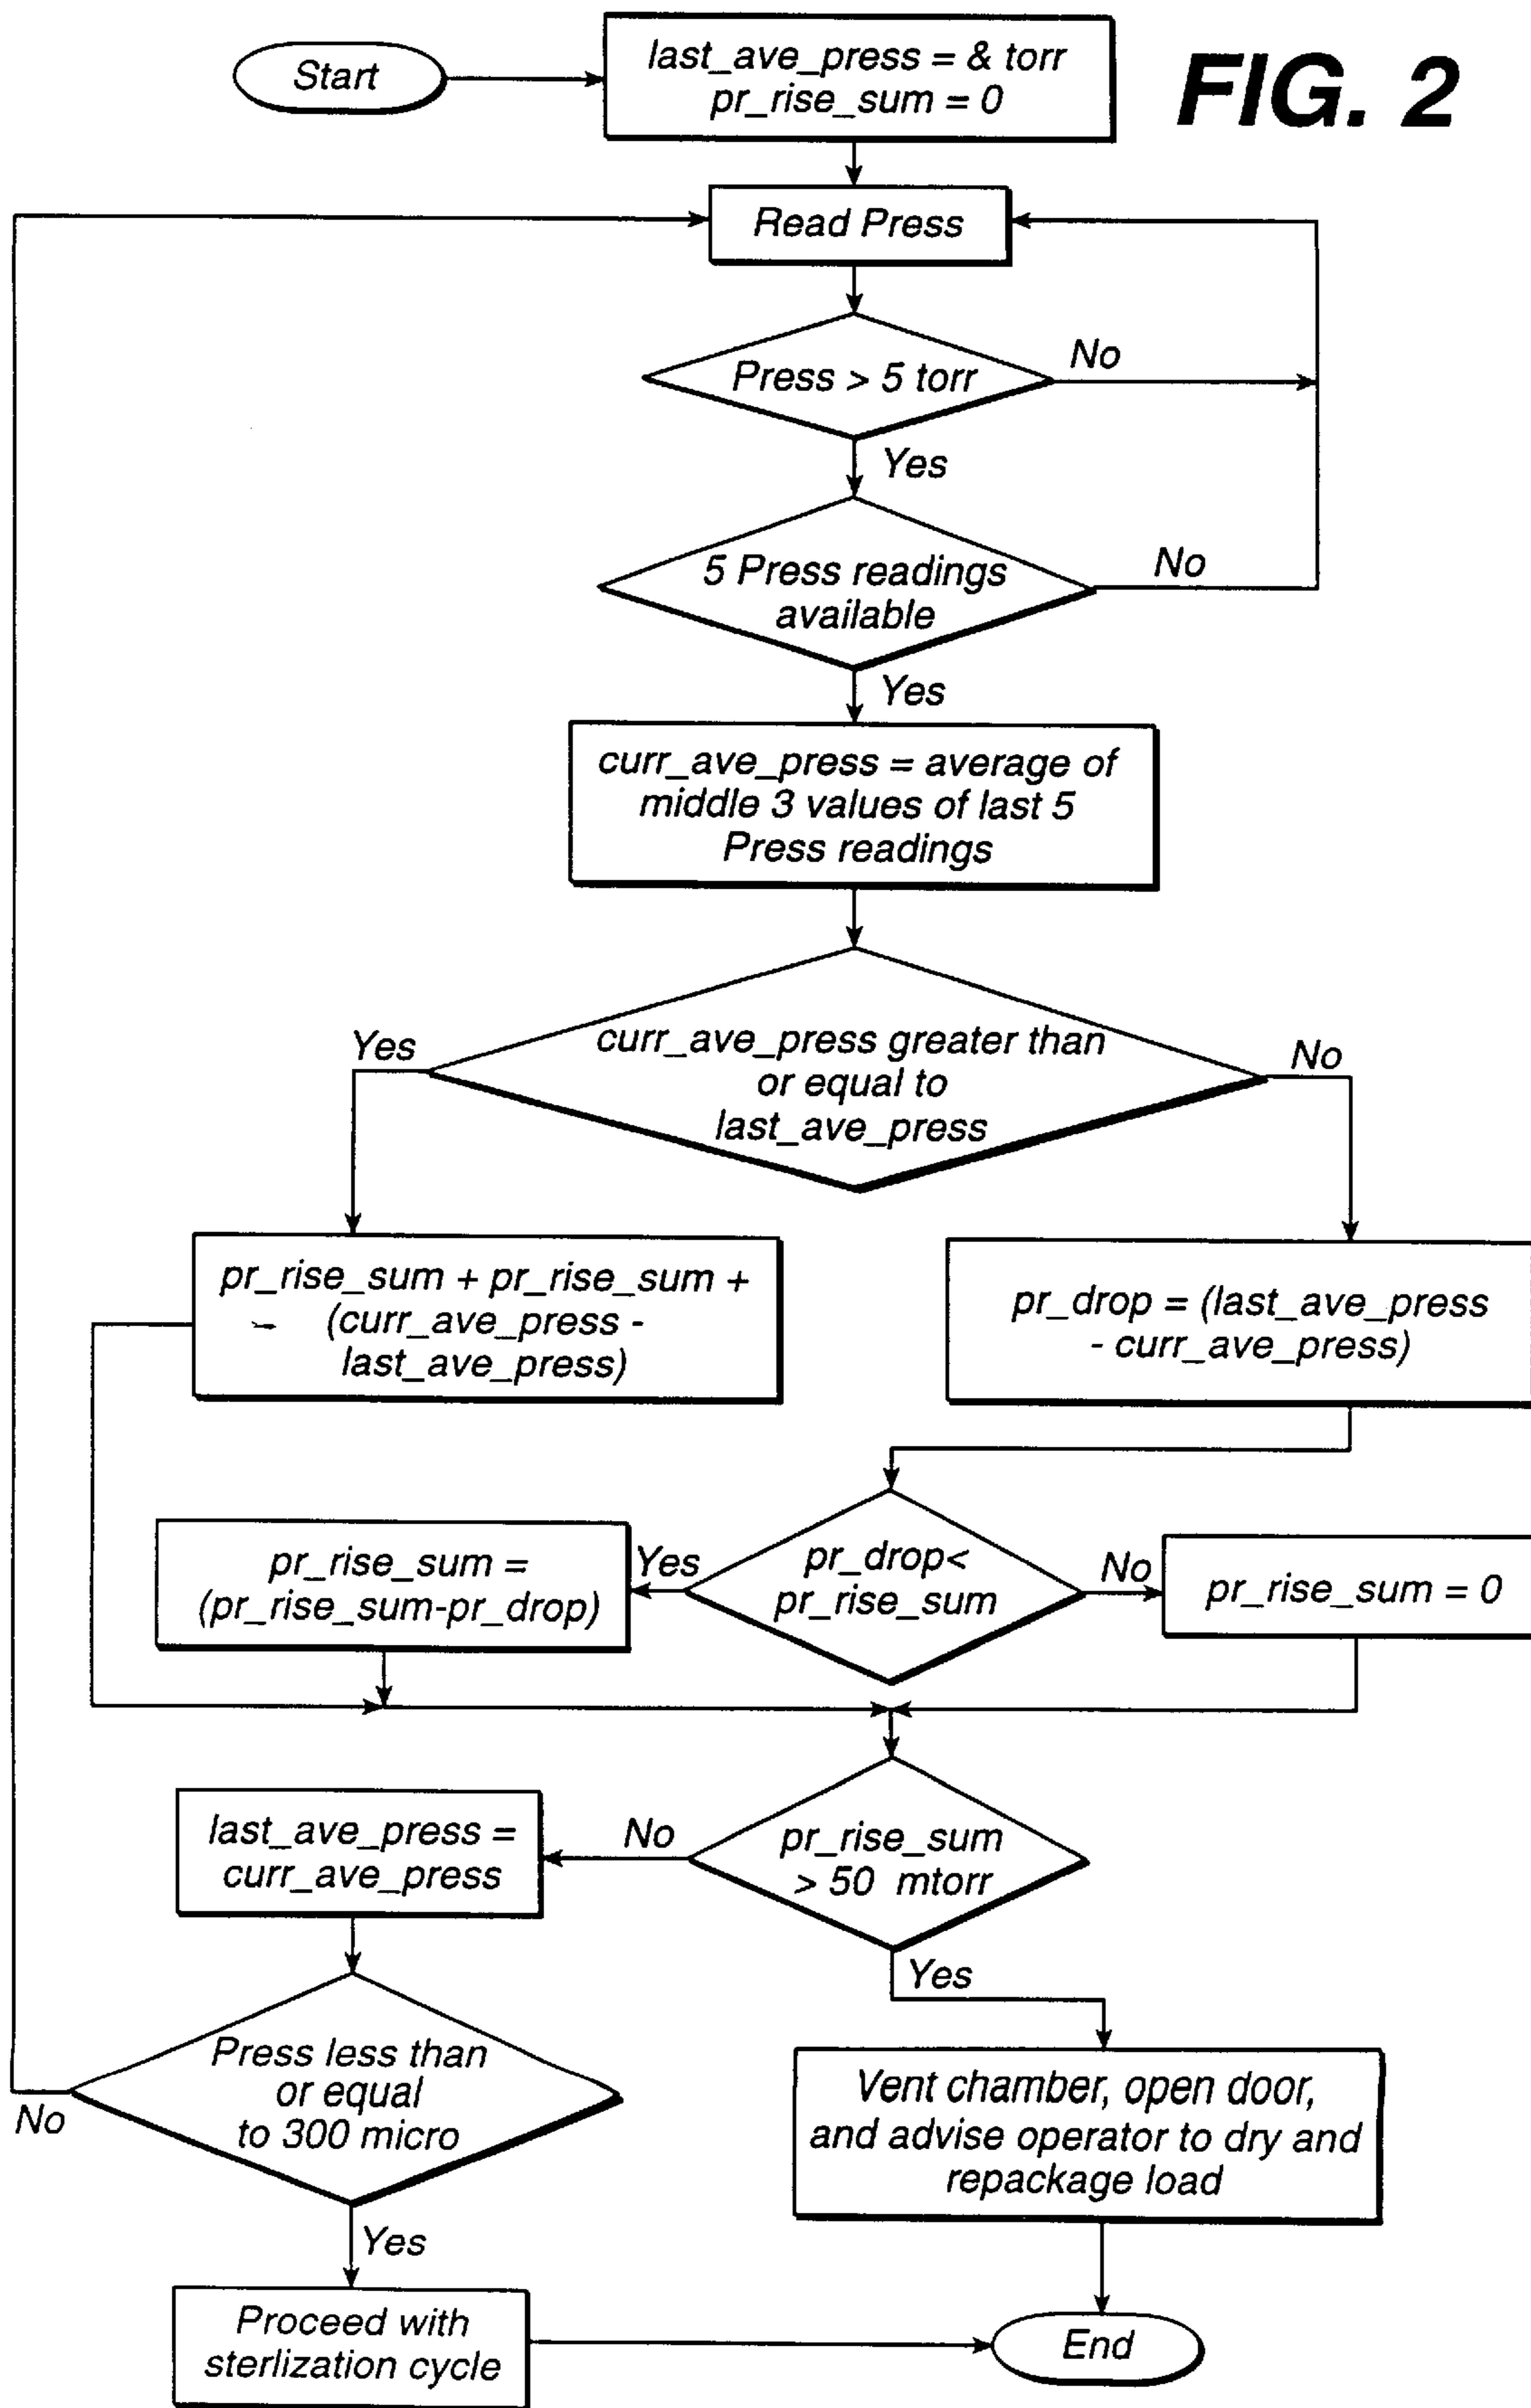 FIG. 2
Start
last_ave_press = & torr
pr_rise_sum = 0
Read Press
Press > 5 torr
No
Yes
5 Press readings
available
No
Yes
curr_ave_press = average of
middle 3 values of last 5
Press readings
curr_ave_press greater than
or equal to
last_ave_press
Yes
No
pr_rise_sum + pr_rise_sum +
(curr_ave_press -
last_ave_press)
pr_drop = (last_ave_press
- curr_ave_press)
pr_drop<
pr_rise_sum
Yes
No
pr_rise_sum =
(pr_rise_sum-pr_drop)
pr_rise_sum = 0
pr_rise_sum
> 50 mtorr
No
Yes
last_ave_press =
curr_ave_press
Press less than
or equal
to 300 micro
No
Yes
Vent chamber, open door,
and advise operator to dry and
repackage load
Proceed with
sterlization cycle
End